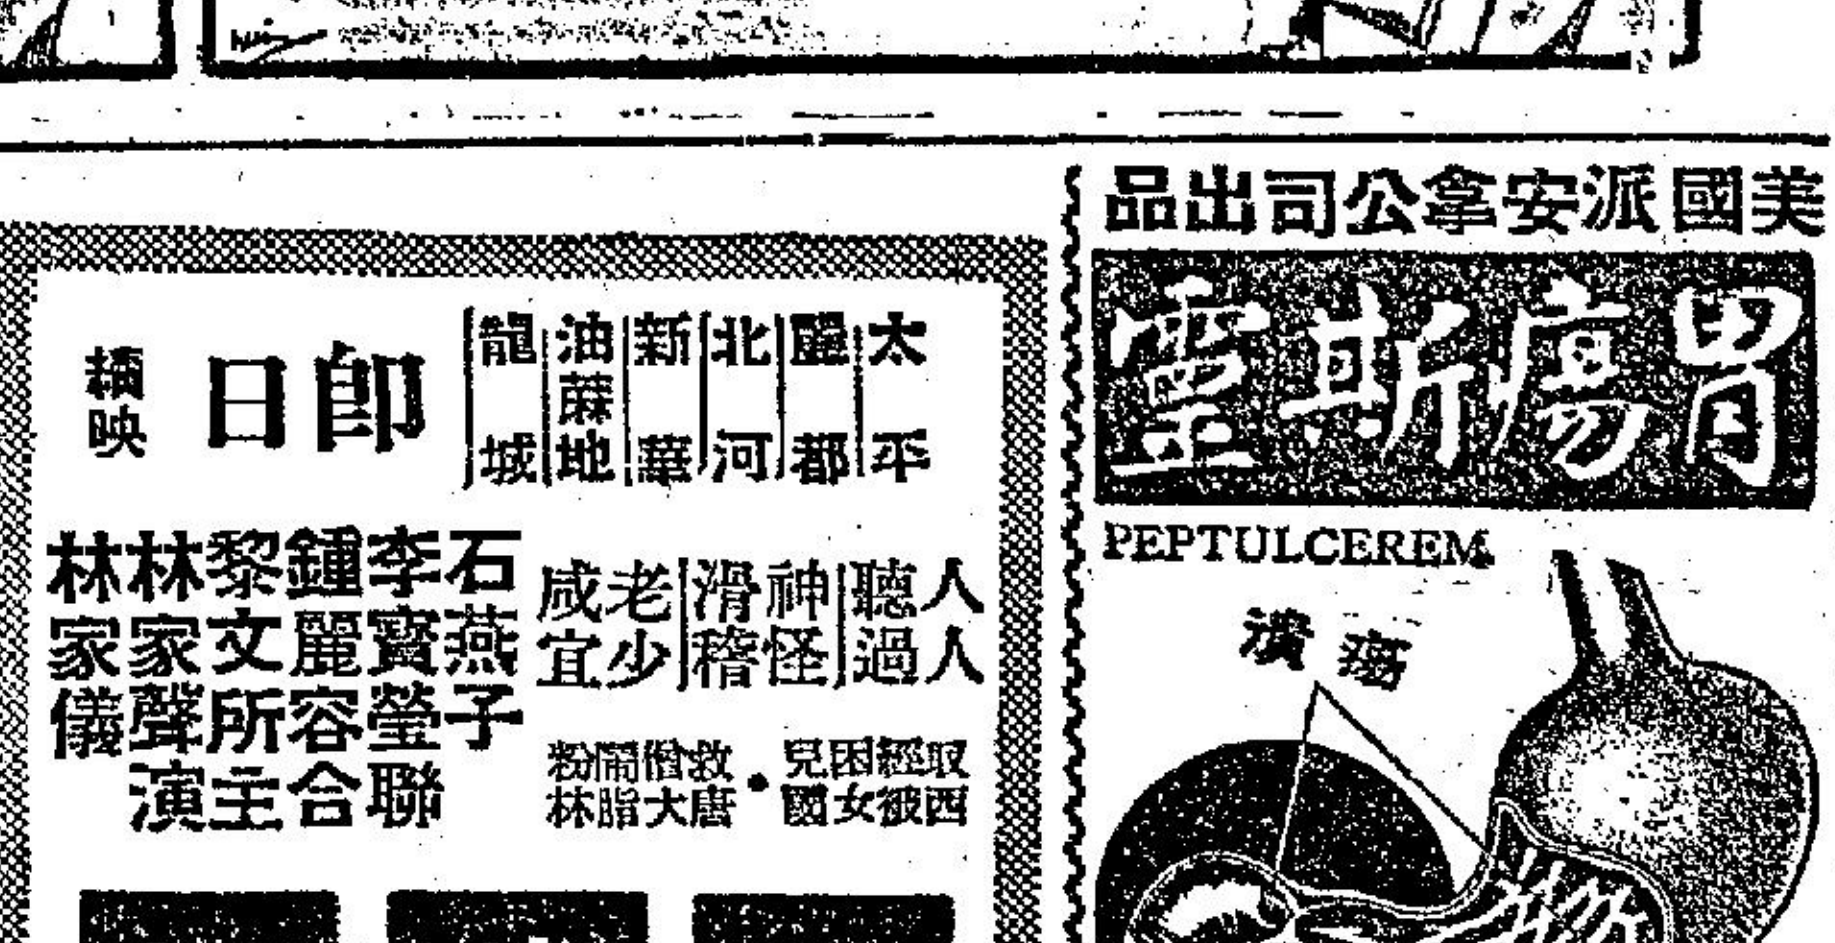 美國派安拿公司出品
胃瘍斯靈
PEPTULCEREM
潰瘍
太平
麗都
北河
新華
油蔴地
龍城
即日
續映
人人聽過
神怪滑稽
老少咸宜
取西經被困女兒國・救唐僧大鬧脂粉林
石燕子
李寶瑩
鍾麗容
黎文所
林家聲
林家儀
聯合主演